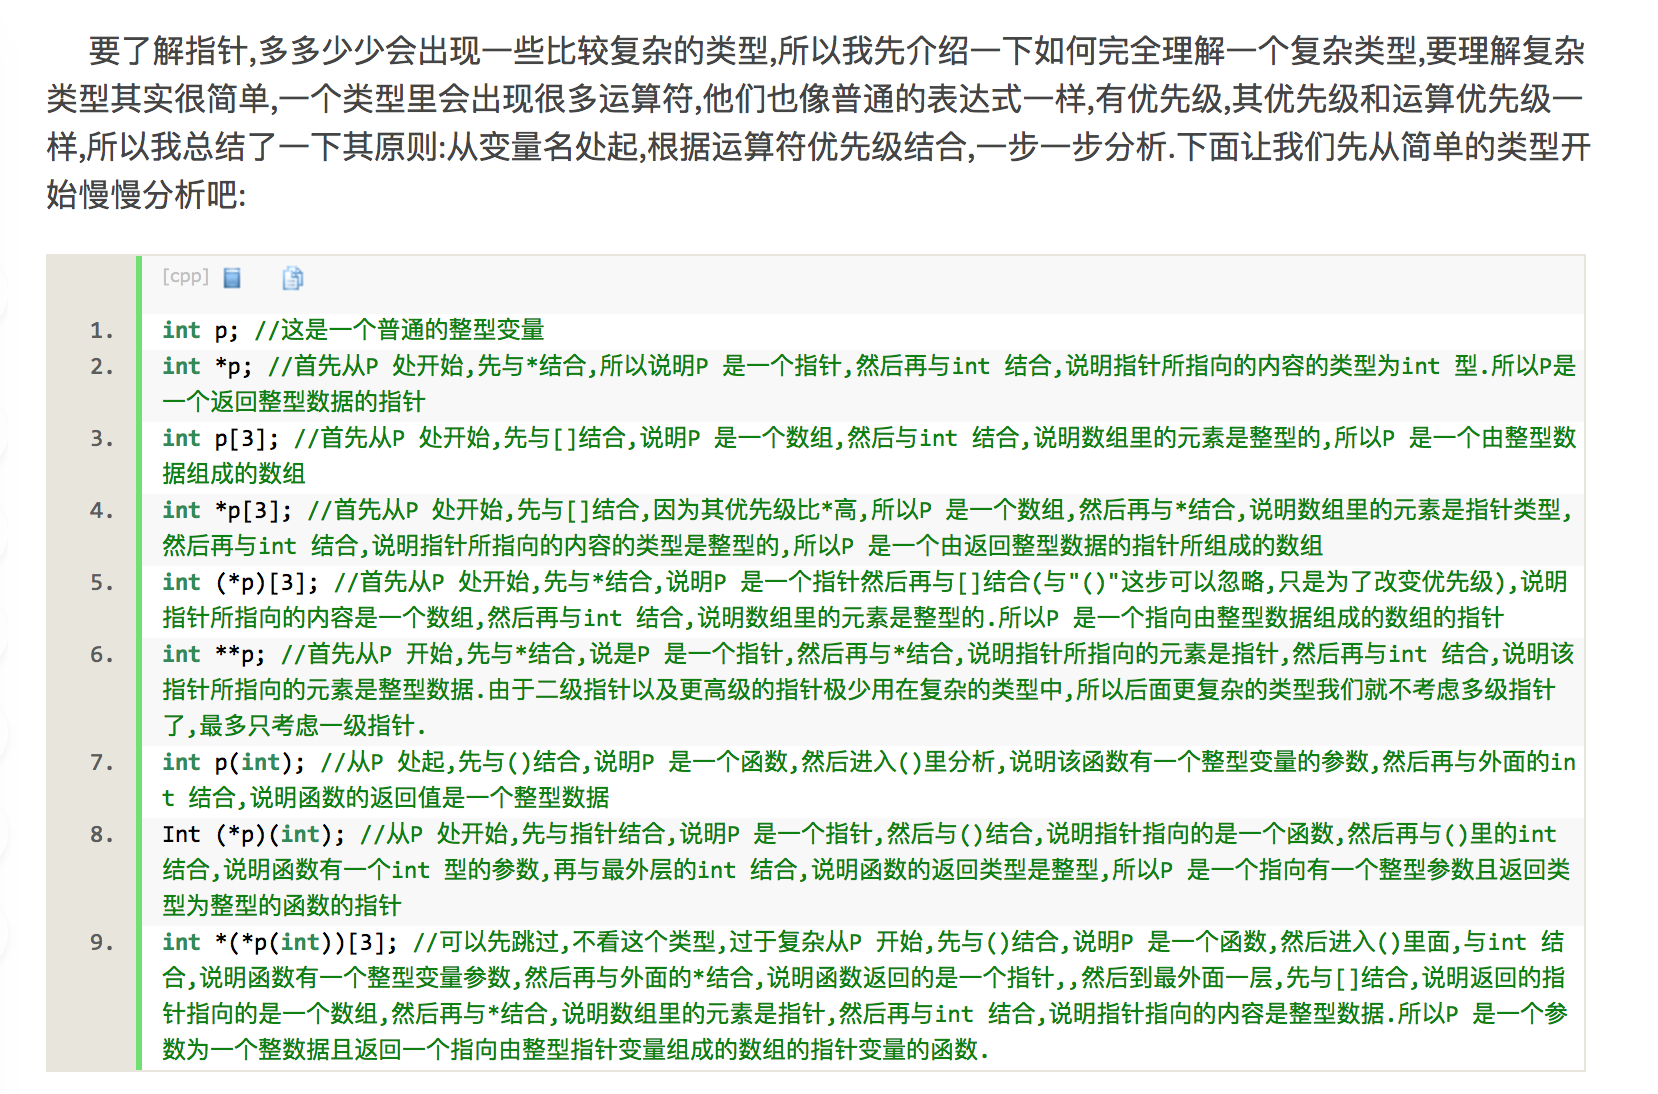 要了解指针,多多少少会出现一些比较复杂的类型,所以我先介绍一下如何完全理解一个复杂类型,要理解复杂
类型其实很简单,一个类型里会出现很多运算符,他们也像普通的表达式一样,有优先级,其优先级和运算优先级一
样,所以我总结了一下其原则:从变量名处起,根据运算符优先级结合,一步一步分析.下面让我们先从简单的类型开
始慢慢分析吧:
[cpp]
1. int p; //这是一个普通的整型变量
2. int *p; //首先从P 处开始,先与*结合,所以说明P 是一个指针,然后再与int 结合,说明指针所指向的内容的类型为int 型.所以P是
一个返回整型数据的指针
3. int p[3]; //首先从P 处开始,先与[]结合,说明P 是一个数组,然后与int 结合,说明数组里的元素是整型的,所以P 是一个由整型数
据组成的数组
4. int *p[3]; //首先从P 处开始,先与[]结合,因为其优先级比*高,所以P 是一个数组,然后再与*结合,说明数组里的元素是指针类型,
然后再与int 结合,说明指针所指向的内容的类型是整型的,所以P 是一个由返回整型数据的指针所组成的数组
5. int (*p)[3]; //首先从P 处开始,先与*结合,说明P 是一个指针然后再与[]结合(与"()"这步可以忽略,只是为了改变优先级),说明
指针所指向的内容是一个数组,然后再与int 结合,说明数组里的元素是整型的.所以P 是一个指向由整型数据组成的数组的指针
6. int **p; //首先从P 开始,先与*结合,说是P 是一个指针,然后再与*结合,说明指针所指向的元素是指针,然后再与int 结合,说明该
指针所指向的元素是整型数据.由于二级指针以及更高级的指针极少用在复杂的类型中,所以后面更复杂的类型我们就不考虑多级指针
了,最多只考虑一级指针.
7. int p(int); //从P 处起,先与()结合,说明P 是一个函数,然后进入()里分析,说明该函数有一个整型变量的参数,然后再与外面的in
t 结合,说明函数的返回值是一个整型数据
8. Int (*p)(int); //从P 处开始,先与指针结合,说明P 是一个指针,然后与()结合,说明指针指向的是一个函数,然后再与()里的int
结合,说明函数有一个int 型的参数,再与最外层的int 结合,说明函数的返回类型是整型,所以P 是一个指向有一个整型参数且返回类
型为整型的函数的指针
9. int *(*p(int))[3]; //可以先跳过,不看这个类型,过于复杂从P 开始,先与()结合,说明P 是一个函数,然后进入()里面,与int 结
合,说明函数有一个整型变量参数,然后再与外面的*结合,说明函数返回的是一个指针,,然后到最外面一层,先与[]结合,说明返回的指
针指向的是一个数组,然后再与*结合,说明数组里的元素是指针,然后再与int 结合,说明指针指向的内容是整型数据.所以P 是一个参
数为一个整数据且返回一个指向由整型指针变量组成的数组的指针变量的函数.